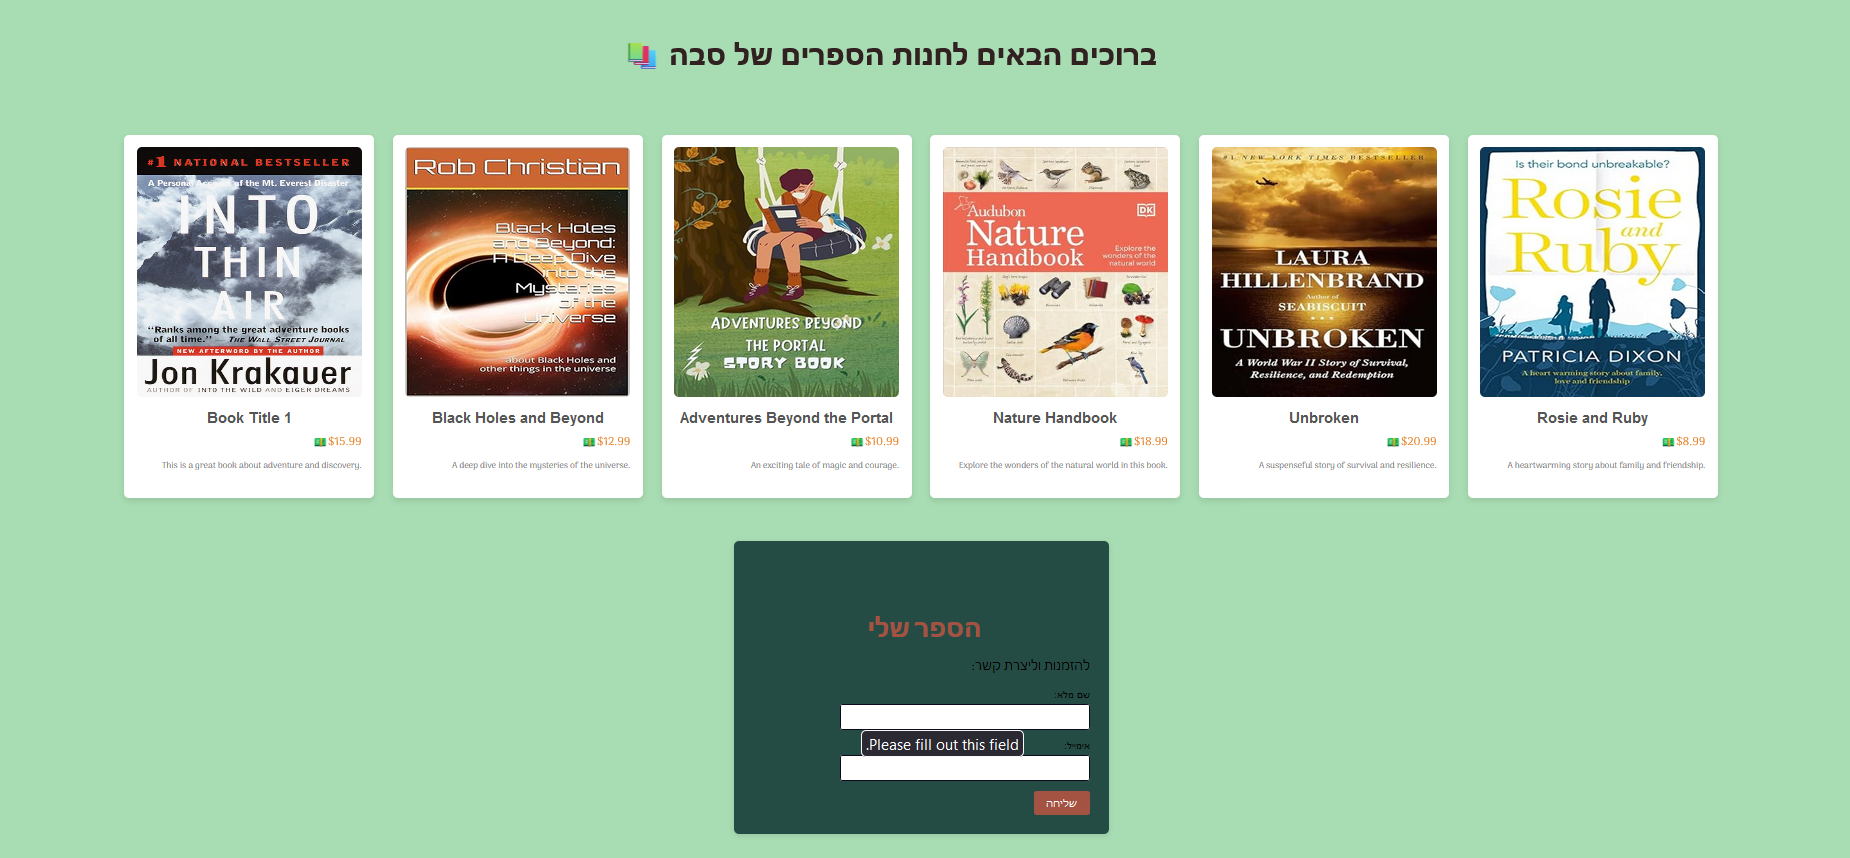 ברוכים הבאים לחנות הספרים של סבה
#1 NATIONAL BESTSELLER
A Personal Account of the Mt. Everest Disaster
INTO
THIN
AIR
"Ranks among the great adventure books
of all time." — THE WALL STREET JOURNAL
NEW AFTERWORD BY THE AUTHOR
Jon Krakauer
AUTHOR OF INTO THE WILD AND EIGER DREAMS
Book Title 1
$15.99
This is a great book about adventure and discovery.
Rob Christian
Black Holes
and Beyond:
A Deep Dive
into the
Mysteries
of the
Universe
about Black Holes and
other things in the universe
Black Holes and Beyond
$12.99
A deep dive into the mysteries of the universe.
ADVENTURES BEYOND
THE PORTAL
STORY BOOK
Adventures Beyond the Portal
$10.99
An exciting tale of magic and courage.
Audubon
Nature
Handbook
DK
Explore the
wonders of the
natural world
Nature Handbook
$18.99
Explore the wonders of the natural world in this book.
#1 NEW YORK TIMES BESTSELLER
LAURA
HILLENBRAND
Author of
SEABISCUIT
UNBROKEN
A World War II Story of Survival,
Resilience, and Redemption
Unbroken
$20.99
A suspenseful story of survival and resilience.
Is their bond unbreakable?
Rosie
and
Ruby
PATRICIA DIXON
A heart warming story about family,
love and friendship
Rosie and Ruby
$8.99
A heartwarming story about family and friendship.
הספר שלי
להזמנות וליצרת קשר:
שם מלא:
Please fill out this field.
אימייל:
שליחה